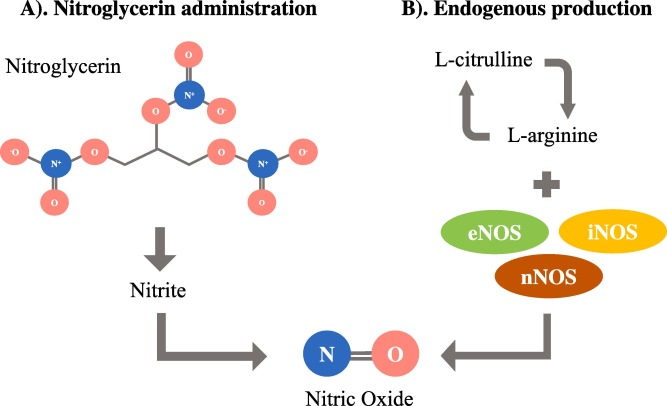 A). Nitroglycerin administration
B). Endogenous production
Nitroglycerin
O
N⁺
O
O⁻
⁻O
N⁺
O
O
N⁺
O⁻
O
O
L-citrulline
L-arginine
eNOS
iNOS
nNOS
Nitrite
N
O
Nitric Oxide